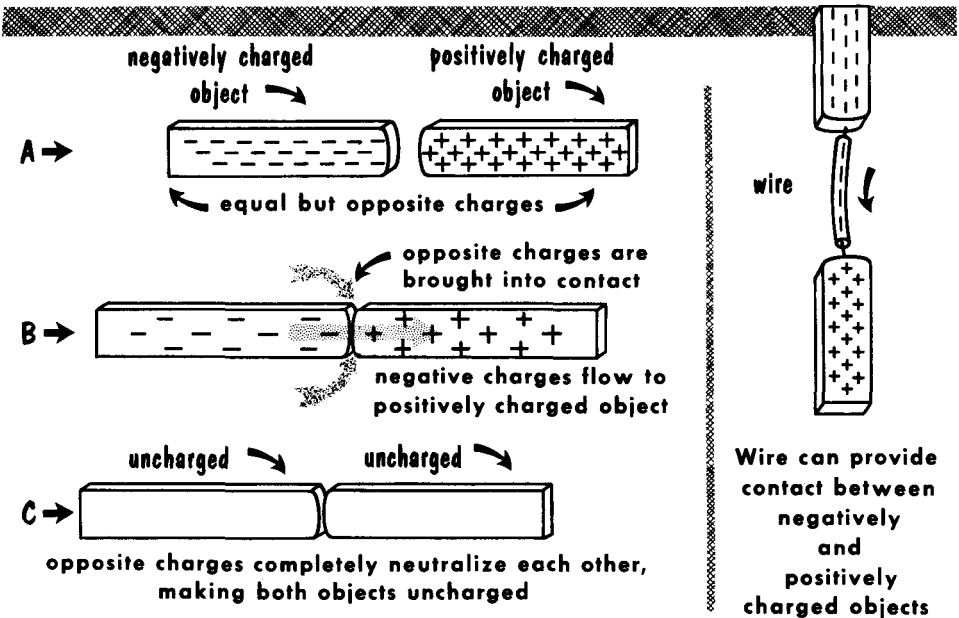 negatively charged
object
positively charged
object
A
equal but opposite charges
opposite charges are
brought into contact
B
negative charges flow to
positively charged object
uncharged
uncharged
C
opposite charges completely neutralize each other,
making both objects uncharged
wire
Wire can provide
contact between
negatively
and
positively
charged objects